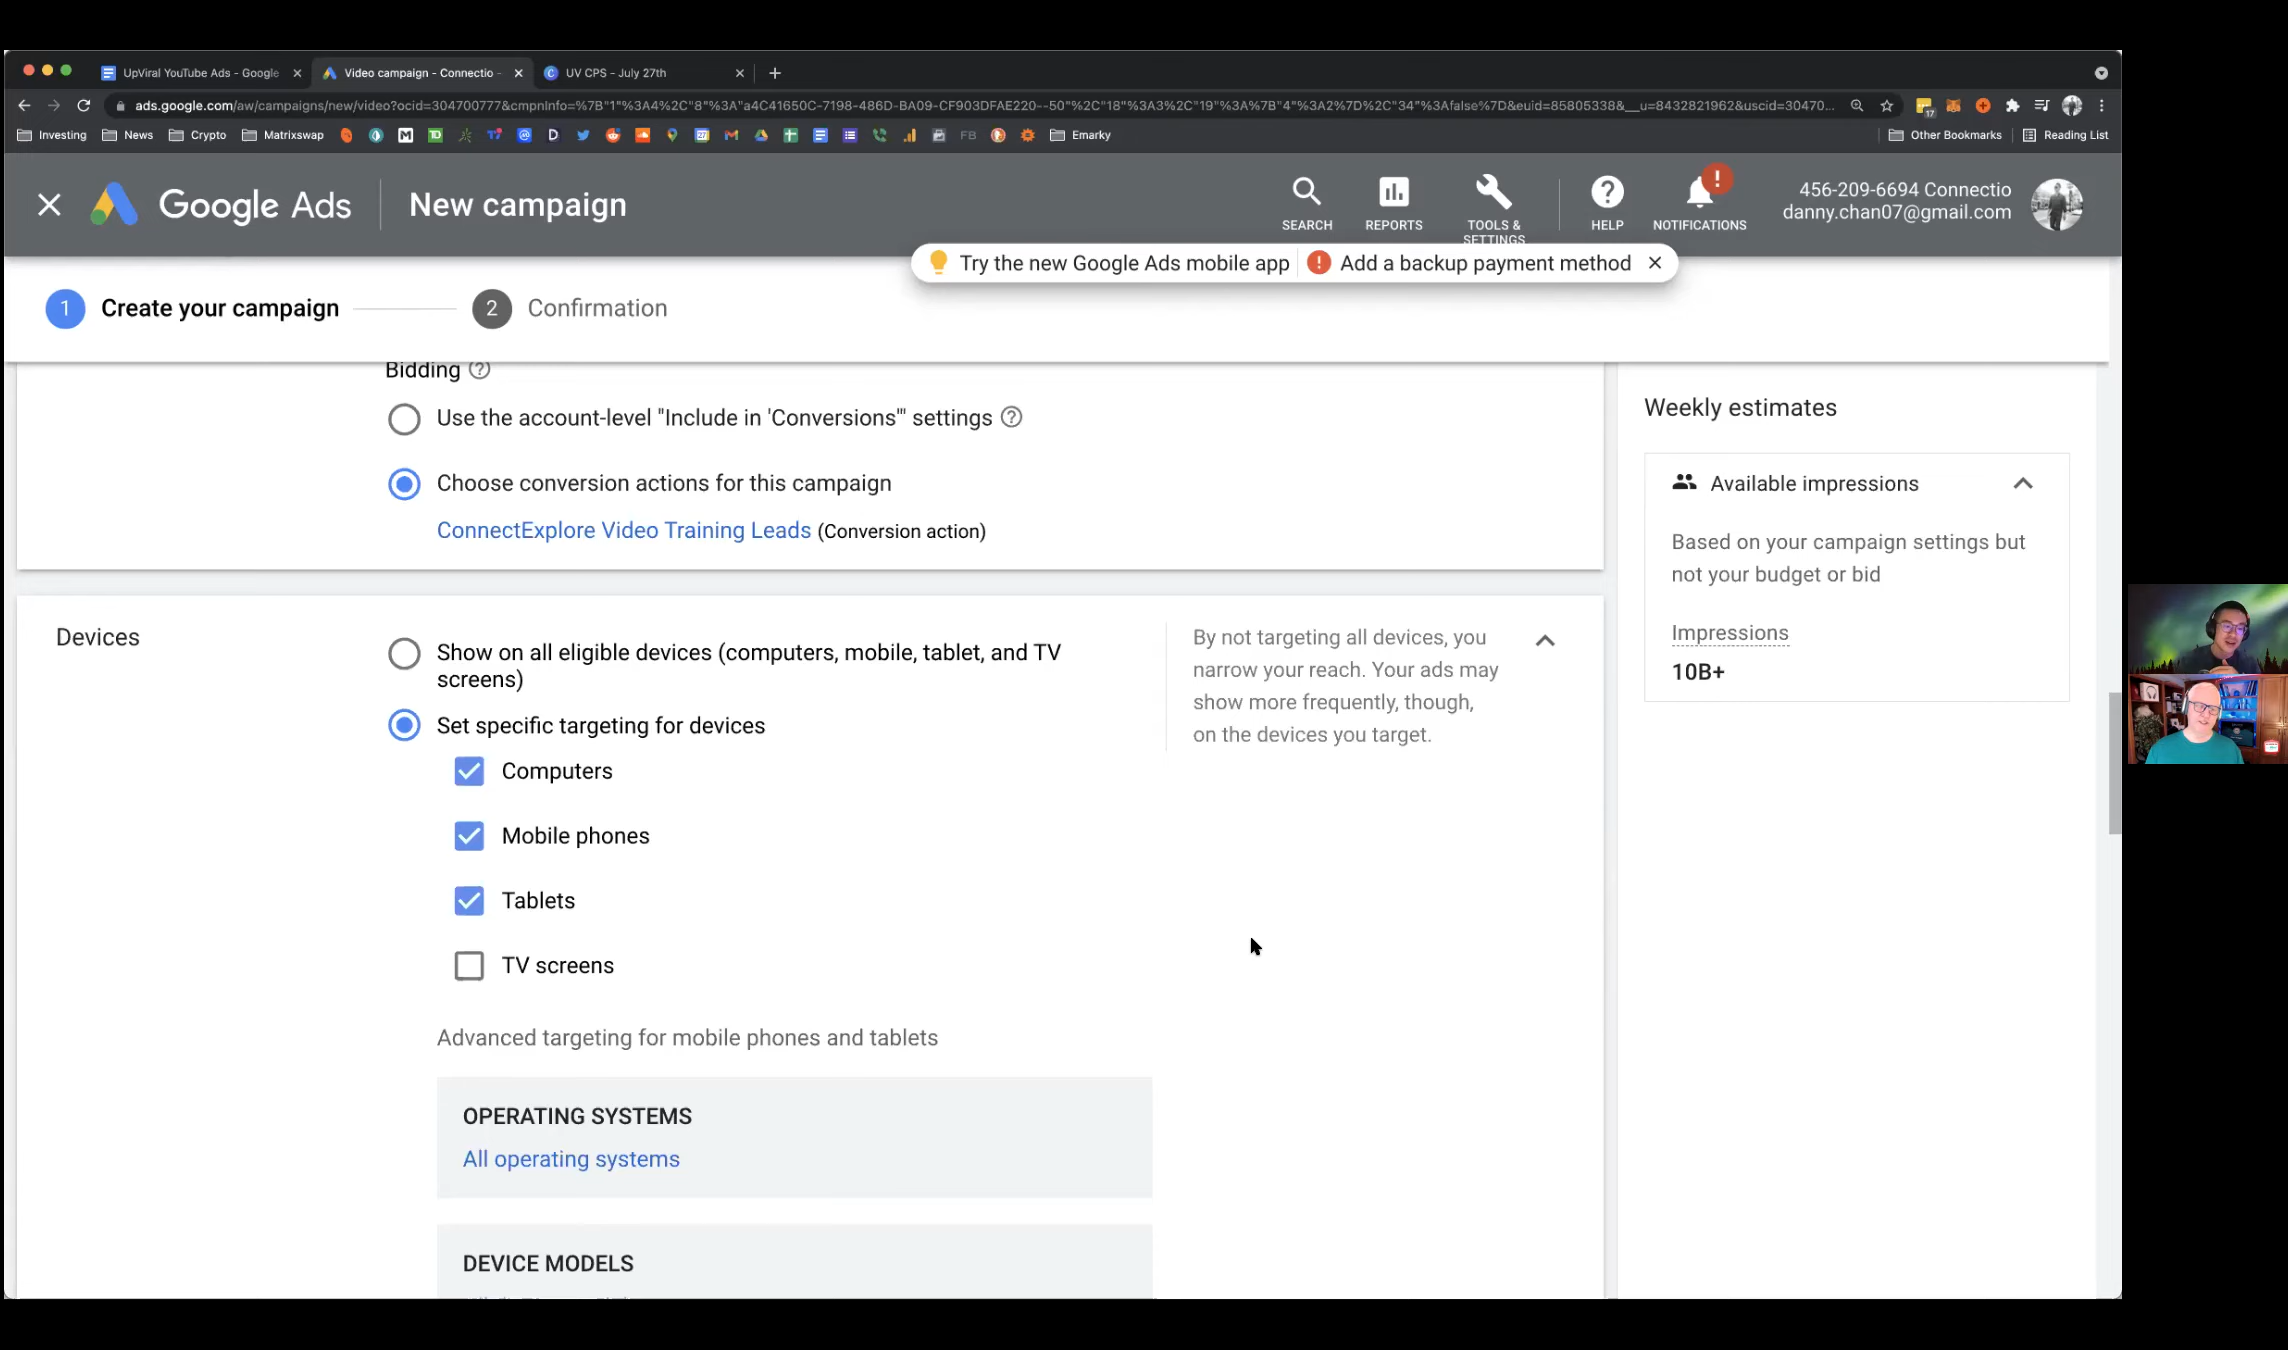 UpViral YouTube Ads - Google
Video campaign - Connectio -
UV CPS - July 27th
ads.google.com/aw/campaigns/new/video?ocid=304700777&cmpnInfo=%7B"1"%3A4%2C"8"%3A"a4C41650C-7198-486D-BA09-CF903DFAE220--50"%2C"18"%3A3%2C"19"%3A%7B"4"%3A2%7D%2C"34"%3Afalse%7D&euid=85805338&__u=8432821962&uscid=30470...
17
Investing
News
Crypto
Matrixswap
FB
Emarky
Other Bookmarks
Reading List
Google Ads
New campaign
SEARCH
REPORTS
TOOLS &
SETTINGS
HELP
NOTIFICATIONS
456-209-6694 Connectio
danny.chan07@gmail.com
Try the new Google Ads mobile app
Add a backup payment method
1 Create your campaign
2 Confirmation
Bidding
Use the account-level "Include in 'Conversions'" settings
Choose conversion actions for this campaign
ConnectExplore Video Training Leads (Conversion action)
Devices
Show on all eligible devices (computers, mobile, tablet, and TV
screens)
Set specific targeting for devices
Computers
Mobile phones
Tablets
TV screens
Advanced targeting for mobile phones and tablets
OPERATING SYSTEMS
All operating systems
DEVICE MODELS
By not targeting all devices, you
narrow your reach. Your ads may
show more frequently, though,
on the devices you target.
Weekly estimates
Available impressions
Based on your campaign settings but
not your budget or bid
Impressions
10B+